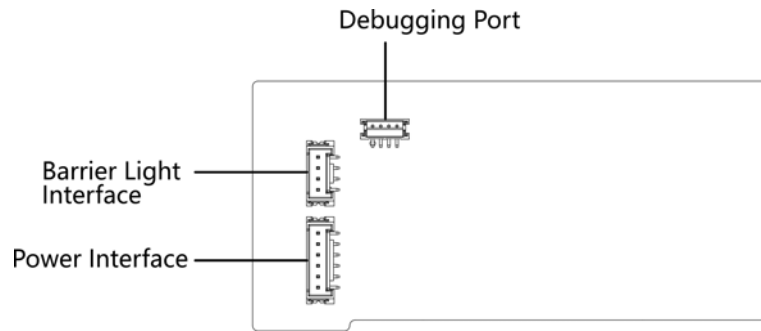 Debugging Port
Barrier Light
Interface
Power Interface